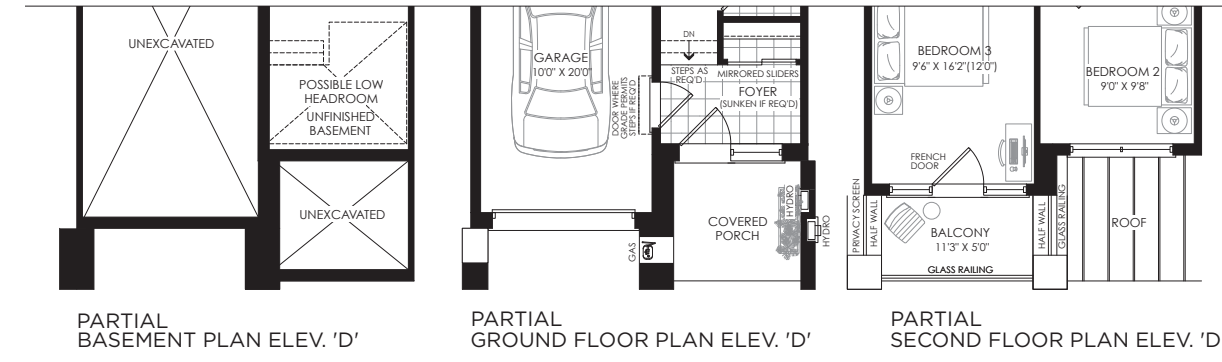 UNEXCAVATED
POSSIBLE LOW
HEADROOM
UNFINISHED
BASEMENT
UNEXCAVATED
PARTIAL
BASEMENT PLAN ELEV. 'D'
GARAGE
10'0" X 20'0"
DN
STEPS AS
REQ'D
MIRRORED SLIDERS
FOYER
(SUNKEN IF REQ'D)
DOOR WHERE
GRADE PERMITS
STEPS IF REQ'D
COVERED
PORCH
HYDRO
HYDRO
GAS
PARTIAL
GROUND FLOOR PLAN ELEV. 'D'
BEDROOM 3
9'6" X 16'2"(12'0")
BEDROOM 2
9'0" X 9'8"
FRENCH
DOOR
PRIVACY SCREEN
HALF WALL
BALCONY
11'3" X 5'0"
HALF WALL
GLASS RAILING
ROOF
GLASS RAILING
PARTIAL
SECOND FLOOR PLAN ELEV. 'D